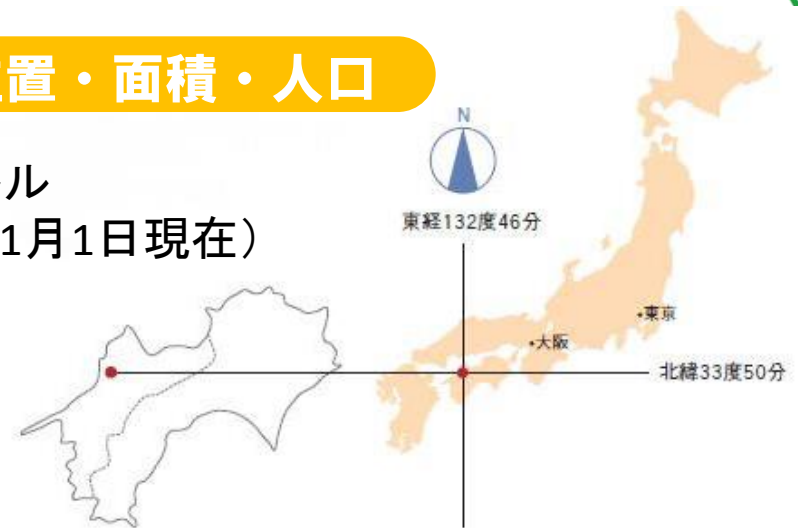 置・面積・人口
ル
1月1日現在）
N
東経132度46分
・東京
・大阪
北緯33度50分